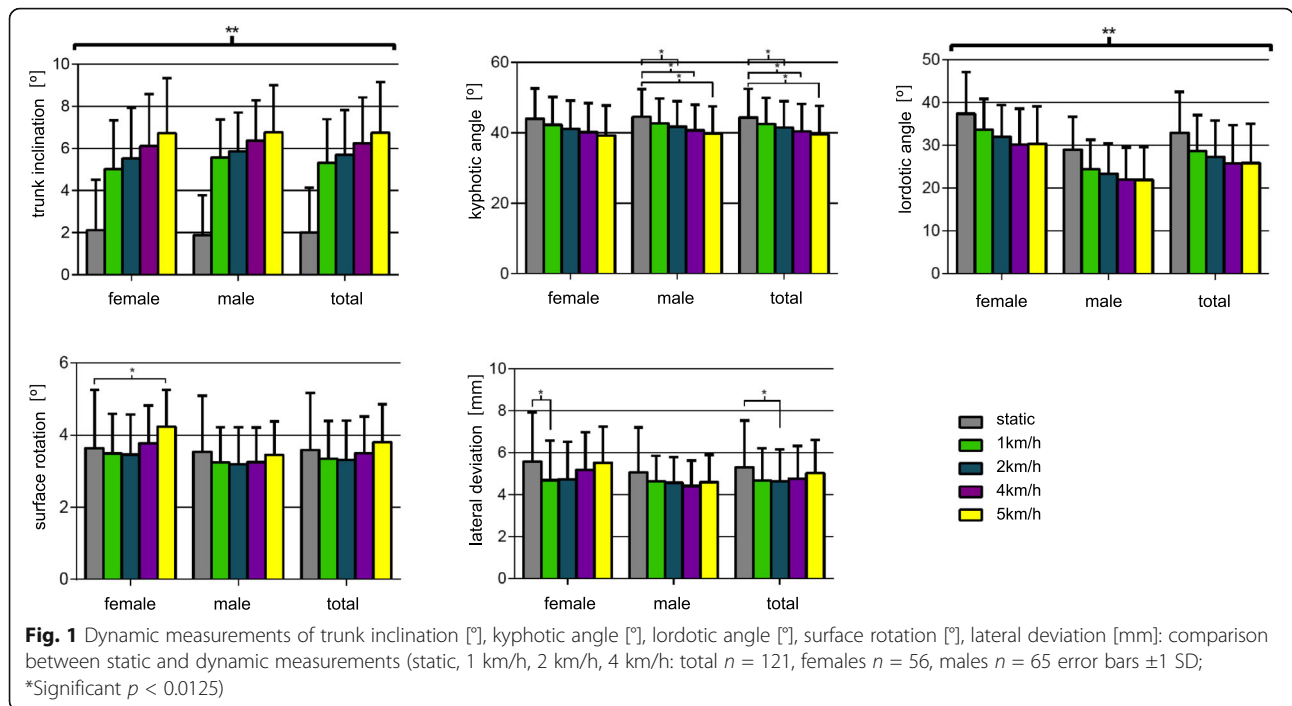 **
trunk inclination [º]
10
8
6
4
2
0
female male total
* * *
* * *
kyphotic angle [º]
60
40
20
0
female male total
**
lordotic angle [º]
50
40
30
20
10
0
female male total
*
surface rotation [º]
6
4
2
0
female male total
* *
lateral deviation [mm]
10
8
6
4
2
0
female male total
static
1km/h
2km/h
4km/h
5km/h
Fig. 1 Dynamic measurements of trunk inclination [°], kyphotic angle [°], lordotic angle [°], surface rotation [°], lateral deviation [mm]: comparison
between static and dynamic measurements (static, 1 km/h, 2 km/h, 4 km/h: total n = 121, females n = 56, males n = 65 error bars ±1 SD;
*Significant p < 0.0125)